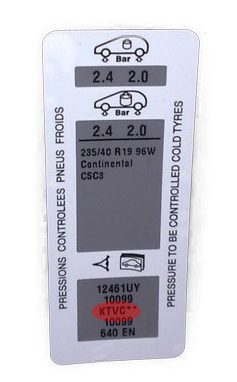 Bar
2.4 2.0
Bar
2.4 2.0
235/40 R19 96W
Continental
CSC3
12461UY
10099
KTVC**
10099
640 EN
PRESSIONS CONTROLEES PNEUS FROIDS
PRESSURE TO BE CONTROLLED COLD TYRES